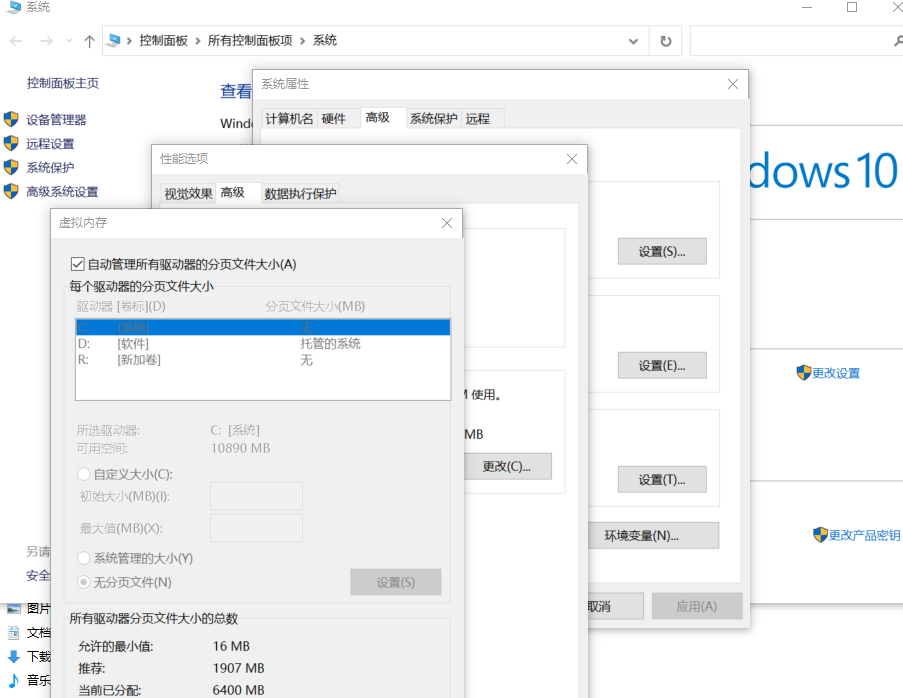 系统
控制面板 › 所有控制面板项 › 系统
控制面板主页
设备管理器
远程设置
系统保护
高级系统设置
查看
Windo
dows 10
更改设置
更改产品密钥
另请
安全
图片
文档
下载
音乐
系统属性
计算机名 硬件 高级 系统保护 远程
设置(S)...
设置(E)...
设置(T)...
环境变量(N)...
取消 应用(A)
性能选项
视觉效果 高级 数据执行保护
使用。
MB
更改(C)...
虚拟内存
自动管理所有驱动器的分页文件大小(A)
每个驱动器的分页文件大小
驱动器 [卷标](D) 分页文件大小(MB)
C: [系统] 无
D: [软件] 托管的系统
R: [新加卷] 无
所选驱动器: C: [系统]
可用空间: 10890 MB
自定义大小(C):
初始大小(MB)(I):
最大值(MB)(X):
系统管理的大小(Y)
无分页文件(N) 设置(S)
所有驱动器分页文件大小的总数
允许的最小值: 16 MB
推荐: 1907 MB
当前已分配: 6400 MB